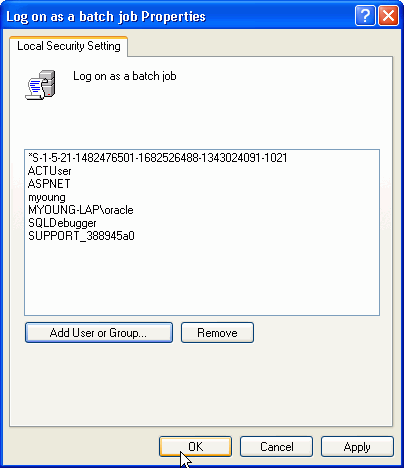 Log on as a batch job Properties
Local Security Setting
Log on as a batch job
*S-1-5-21-1482476501-1682526488-1343024091-1021
ACTUser
ASPNET
myoung
MYOUNG-LAP\oracle
SQLDebugger
SUPPORT_388945a0
Add User or Group...
Remove
OK
Cancel
Apply